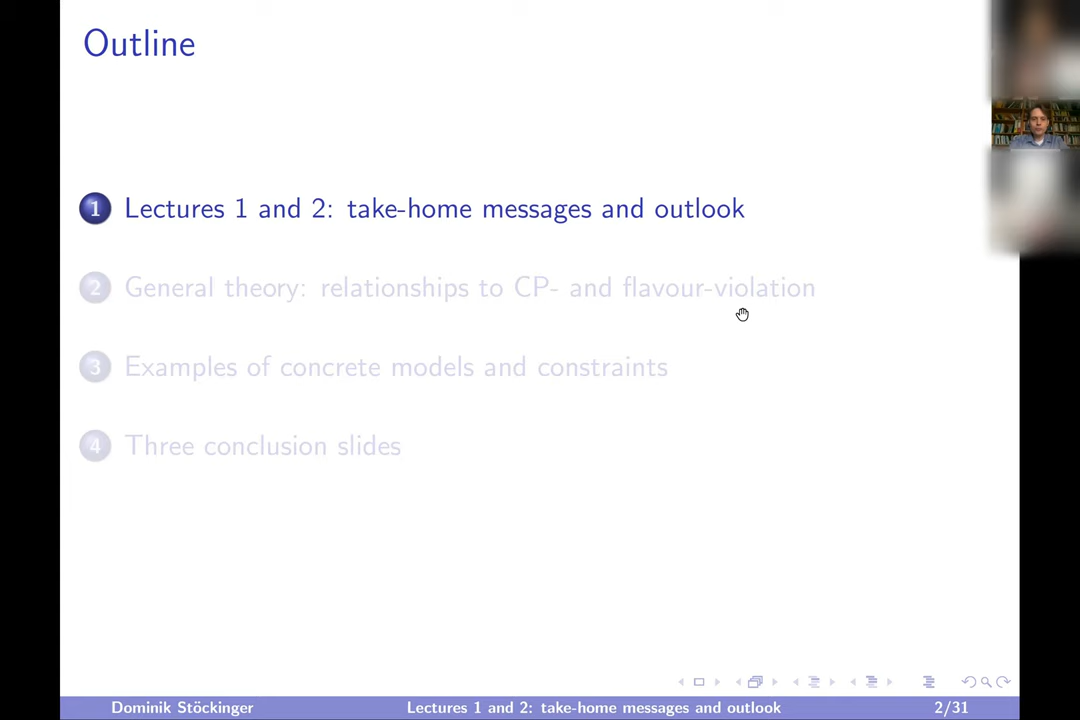 Outline
1 Lectures 1 and 2: take-home messages and outlook
2 General theory: relationships to CP- and flavour-violation
3 Examples of concrete models and constraints
4 Three conclusion slides
Dominik Stöckinger Lectures 1 and 2: take-home messages and outlook 2/31